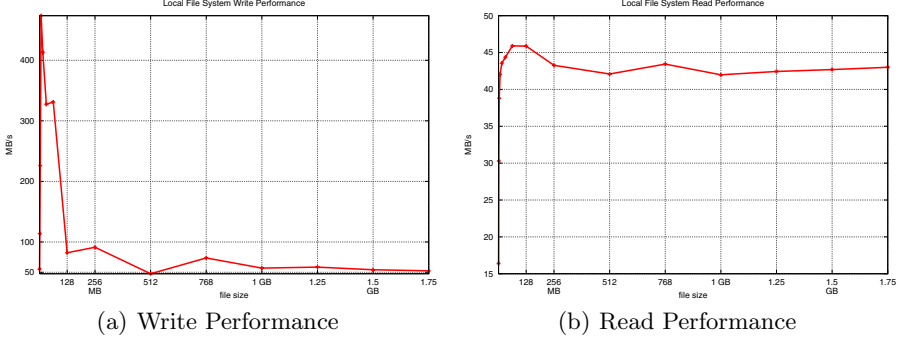 Local File System Write Performance
400
300
200
100
50
MB/s
128 256 512 768 1 GB 1.25 1.5 1.75
MB GB
file size
(a) Write Performance
Local File System Read Performance
50
45
40
35
30
25
20
15
MB/s
128 256 512 768 1 GB 1.25 1.5 1.75
MB GB
file size
(b) Read Performance